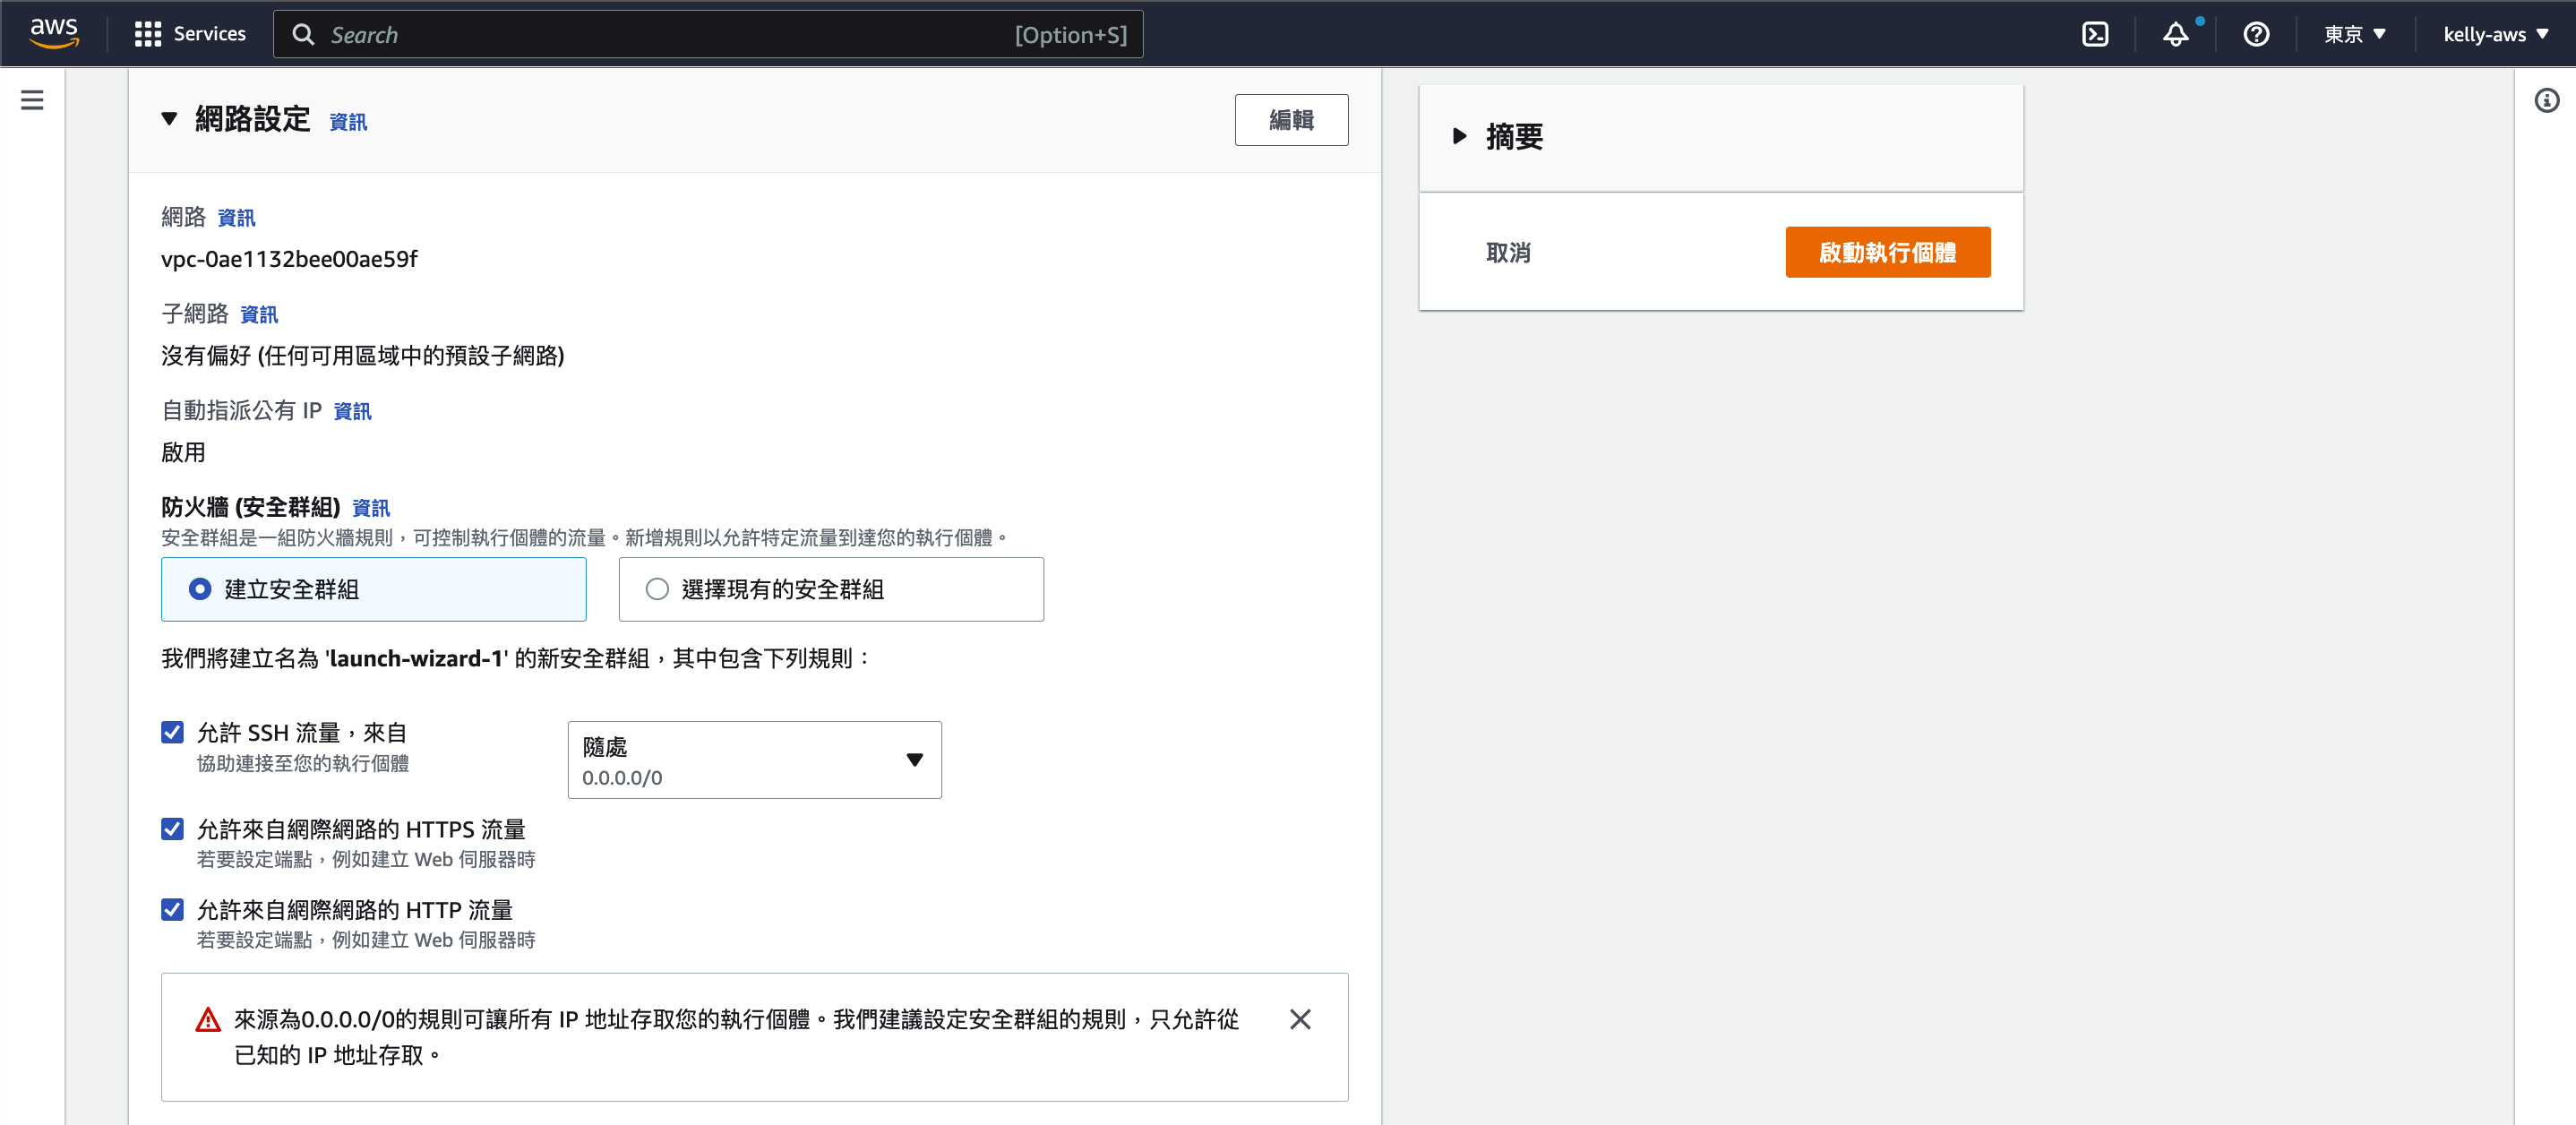 aws
Services
Search
[Option+S]
東京
kelly-aws
網路設定 資訊
編輯
網路 資訊
vpc-0ae1132bee00ae59f
子網路 資訊
沒有偏好 (任何可用區域中的預設子網路)
自動指派公有 IP 資訊
啟用
防火牆 (安全群組) 資訊
安全群組是一組防火牆規則，可控制執行個體的流量。新增規則以允許特定流量到達您的執行個體。
建立安全群組
選擇現有的安全群組
我們將建立名為 'launch-wizard-1' 的新安全群組，其中包含下列規則：
允許 SSH 流量，來自
協助連接至您的執行個體
隨處
0.0.0.0/0
允許來自網際網路的 HTTPS 流量
若要設定端點，例如建立 Web 伺服器時
允許來自網際網路的 HTTP 流量
若要設定端點，例如建立 Web 伺服器時
來源為0.0.0.0/0的規則可讓所有 IP 地址存取您的執行個體。我們建議設定安全群組的規則，只允許從
已知的 IP 地址存取。
摘要
取消
啟動執行個體